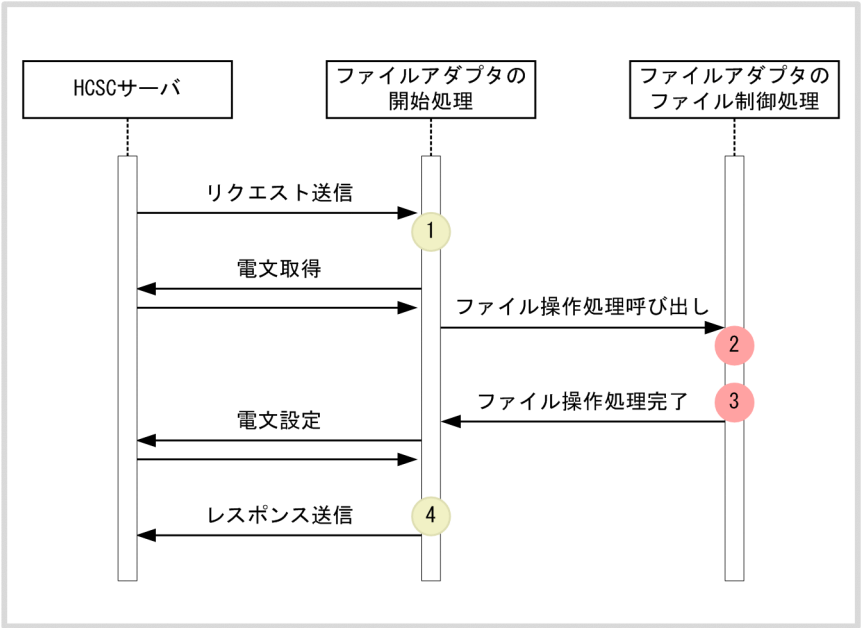 HCSCサーバ
ファイルアダプタの
開始処理
ファイルアダプタの
ファイル制御処理
リクエスト送信
1
電文取得
ファイル操作処理呼び出し
2
3
ファイル操作処理完了
電文設定
4
レスポンス送信